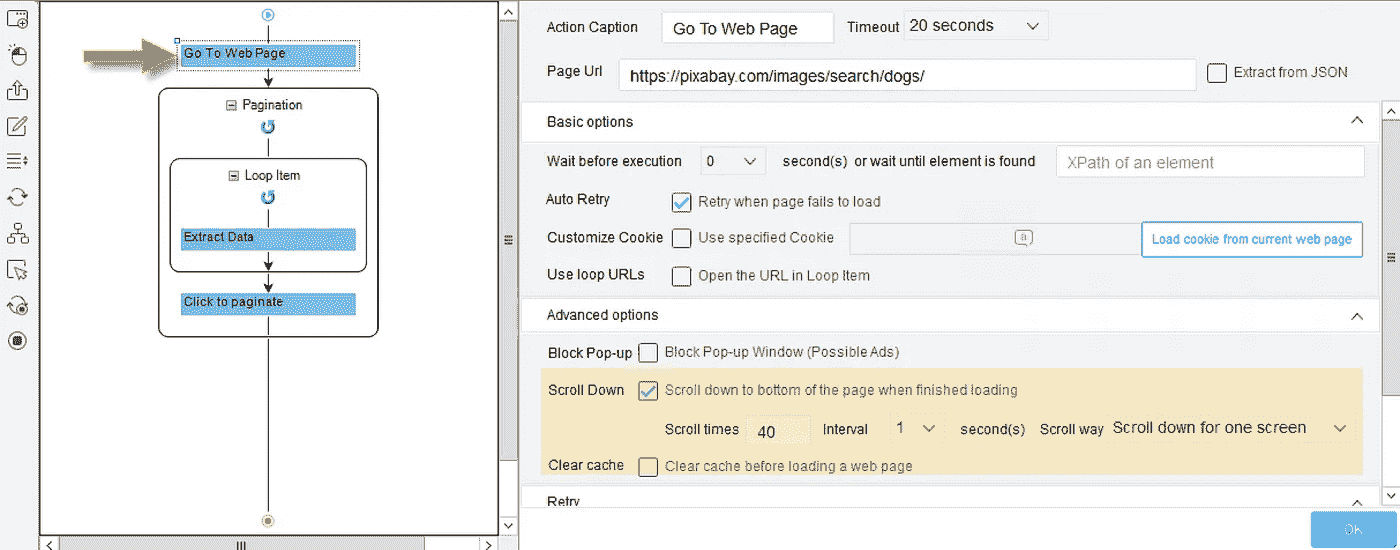 Go To Web Page
Pagination
Loop Item
Extract Data
Click to paginate
Action Caption Go To Web Page Timeout 20 seconds
Page Url https://pixabay.com/images/search/dogs/ Extract from JSON
Basic options
Wait before execution 0 second(s) or wait until element is found XPath of an element
Auto Retry Retry when page fails to load
Customize Cookie Use specified Cookie a Load cookie from current web page
Use loop URLs Open the URL in Loop Item
Advanced options
Block Pop-up Block Pop-up Window (Possible Ads)
Scroll Down Scroll down to bottom of the page when finished loading
Scroll times 40 Interval 1 second(s) Scroll way Scroll down for one screen
Clear cache Clear cache before loading a web page
Retry
OK